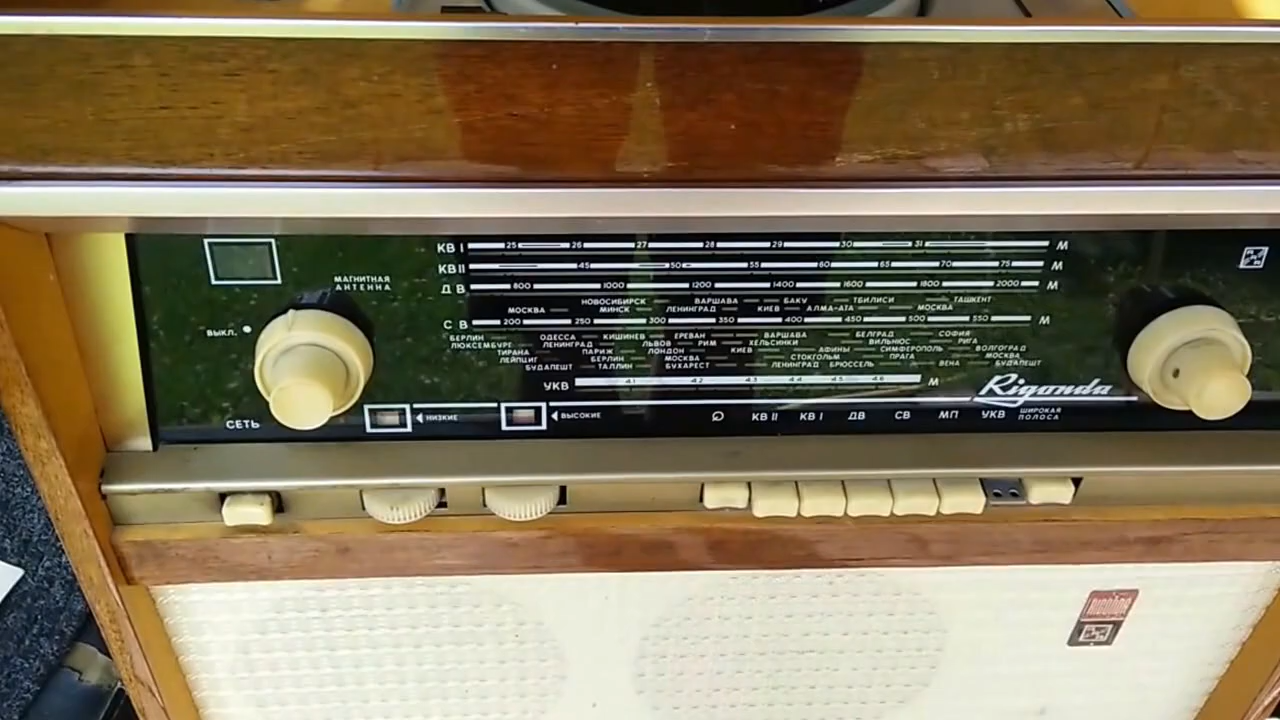 КВ I 25 26 27 28 29 30 31 М
КВ II 45 50 55 60 65 70 75 М
ДВ 800 1000 1200 1400 1600 1800 2000 М
МАГНИТНАЯ
АНТЕННА
НОВОСИБИРСК ВАРШАВА БАКУ ТБИЛИСИ ТАШКЕНТ
МОСКВА МИНСК ЛЕНИНГРАД КИЕВ АЛМА-АТА МОСКВА
СВ 200 250 300 350 400 450 500 550 М
ВЫКЛ.
БЕРЛИН ОДЕССА КИШИНЕВ ЕРЕВАН ВАРШАВА БЕЛГРАД СОФИЯ
ЛЮКСЕМБУРГ ЛЕНИНГРАД ЛЬВОВ РИМ ХЕЛЬСИНКИ ВИЛЬНЮС РИГА
ТИРАНА ПАРИЖ ЛОНДОН КИЕВ АФИНЫ СИМФЕРОПОЛЬ ВОЛГОГРАД
ЛЕЙПЦИГ БЕРЛИН МОСКВА СТОКГОЛЬМ ПРАГА МОСКВА
БУДАПЕШТ ТАЛЛИН БУХАРЕСТ ЛЕНИНГРАД БРЮССЕЛЬ ВЕНА БУДАПЕШТ
УКВ 4.1 4.2 4.3 4.4 4.5 4.6 М
Rigonda
СЕТЬ НИЗКИЕ ВЫСОКИЕ КВ II КВ I ДВ СВ МП УКВ ШИРОКАЯ
ПОЛОСА